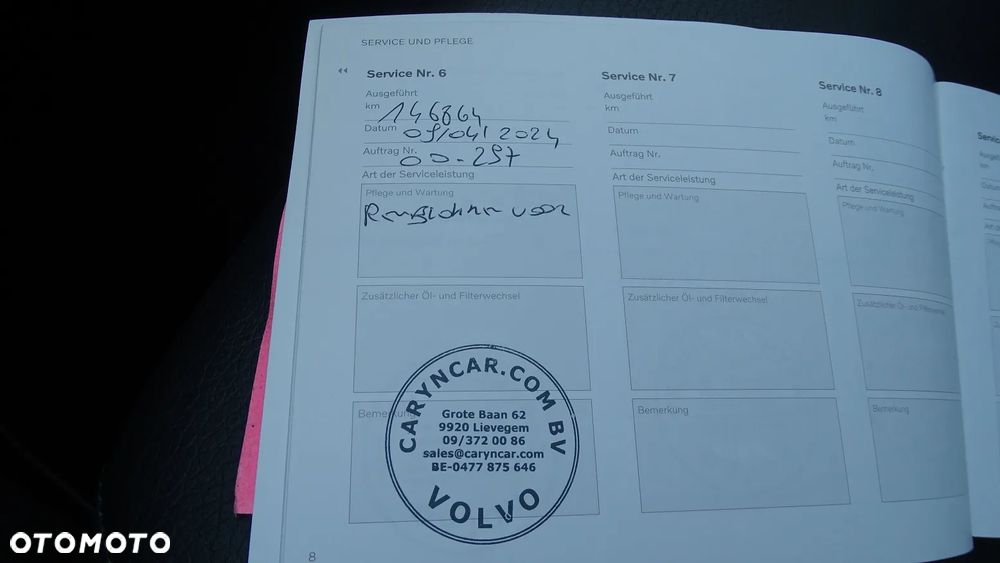 SERVICE UND PFLEGE
Service Nr. 6
Ausgeführt
km 146864
Datum 09/04/2024
Auftrag Nr. 00-297
Art der Serviceleistung
Pflege und Wartung
Zusätzlicher Öl- und Filterwechsel
Bemerkung
CARYNCAR.COM BV
Grote Baan 62
9920 Lievegem
09/372 00 86
sales@caryncar.com
BE-0477 875 646
VOLVO
8
Service Nr. 7
Ausgeführt
km
Datum
Auftrag Nr.
Art der Serviceleistung
Pflege und Wartung
Zusätzlicher Öl- und Filterwechsel
Bemerkung
Service Nr. 8
Ausgeführt
km
Datum
Auftrag Nr.
Art der Serviceleistung
Pflege und Wartung
Zusätzlicher Öl- und Filterwechsel
Bemerkung
OTOMOTO